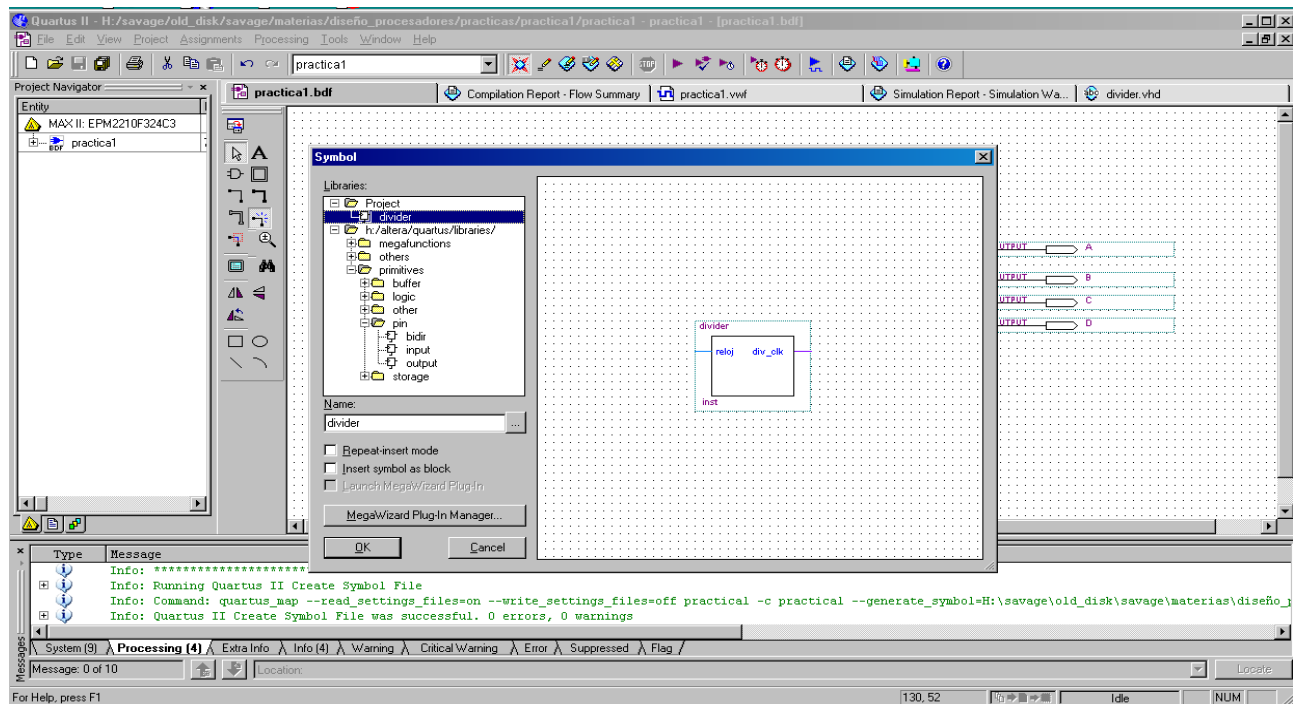 Quartus II - H:/savage/old_disk/savage/materias/diseño_procesadores/practicas/practica1/practica1 - practica1 - [practica1.bdf]
File Edit View Project Assignments Processing Tools Window Help
practica1
Project Navigator
practica1.bdf
Compilation Report - Flow Summary
practica1.vwf
Simulation Report - Simulation Wa...
divider.vhd
Entity
MAX II: EPM2210F324C3
practica1
Symbol
Libraries:
Project
divider
h:/altera/quartus/libraries/
megafunctions
others
primitives
buffer
logic
other
pin
bidir
input
output
storage
Name:
divider
...
Repeat-insert mode
Insert symbol as block
Launch MegaWizard Plug-In
MegaWizard Plug-In Manager...
OK
Cancel
divider
reloj div_clk
inst
UTPUT A
UTPUT B
UTPUT C
UTPUT D
Type Message
Info: *************************
Info: Running Quartus II Create Symbol File
Info: Command: quartus_map --read_settings_files=on --write_settings_files=off practica1 -c practica1 --generate_symbol=H:\savage\old_disk\savage\materias\diseño_p
Info: Quartus II Create Symbol File was successful. 0 errors, 0 warnings
System (9) Processing (4) Extra Info Info (4) Warning Critical Warning Error Suppressed Flag
Messages
Message: 0 of 10
Location:
Locate
For Help, press F1
130, 52
Idle
NUM